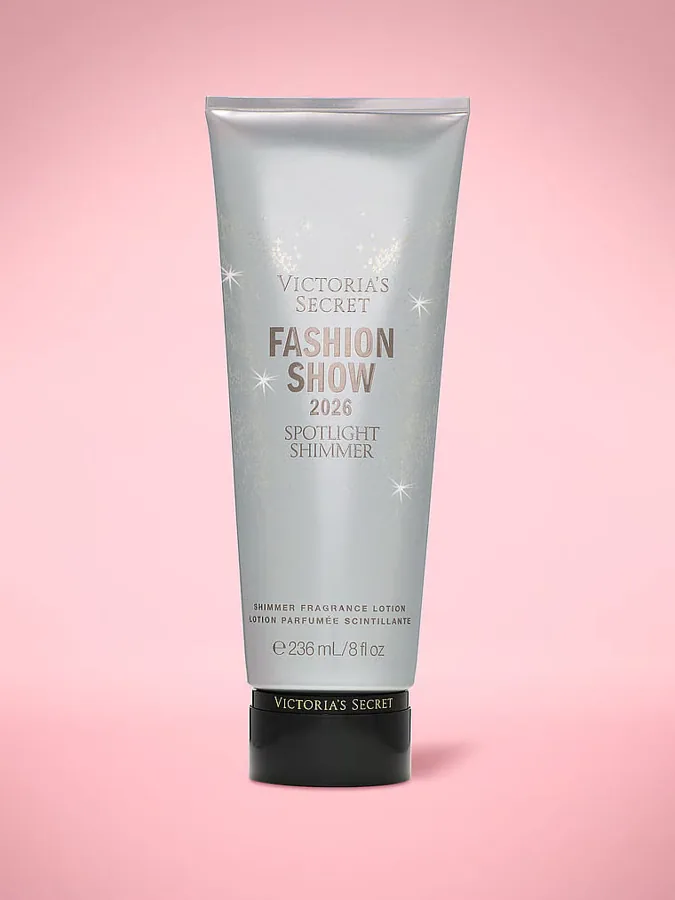 VICTORIA'S
SECRET
FASHION
SHOW
2026
SPOTLIGHT
SHIMMER
SHIMMER FRAGRANCE LOTION
LOTION PARFUMÉE SCINTILLANTE
℮236 mL/8 fl oz
VICTORIA'S SECRET